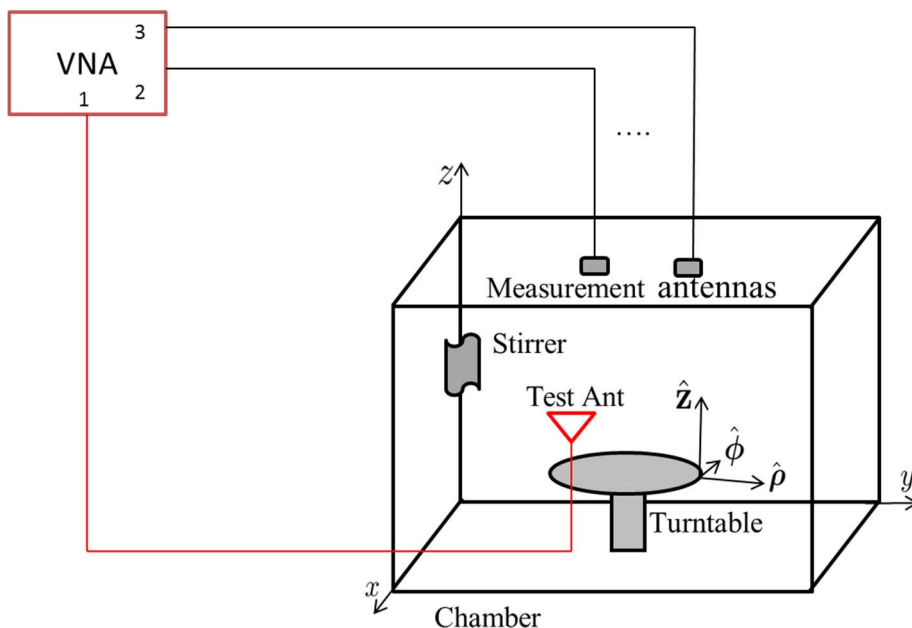 3
VNA
2
1
....
z
Measurement antennas
Stirrer
Test Ant
ẑ
ϕ̂
ρ̂
y
Turntable
x
Chamber